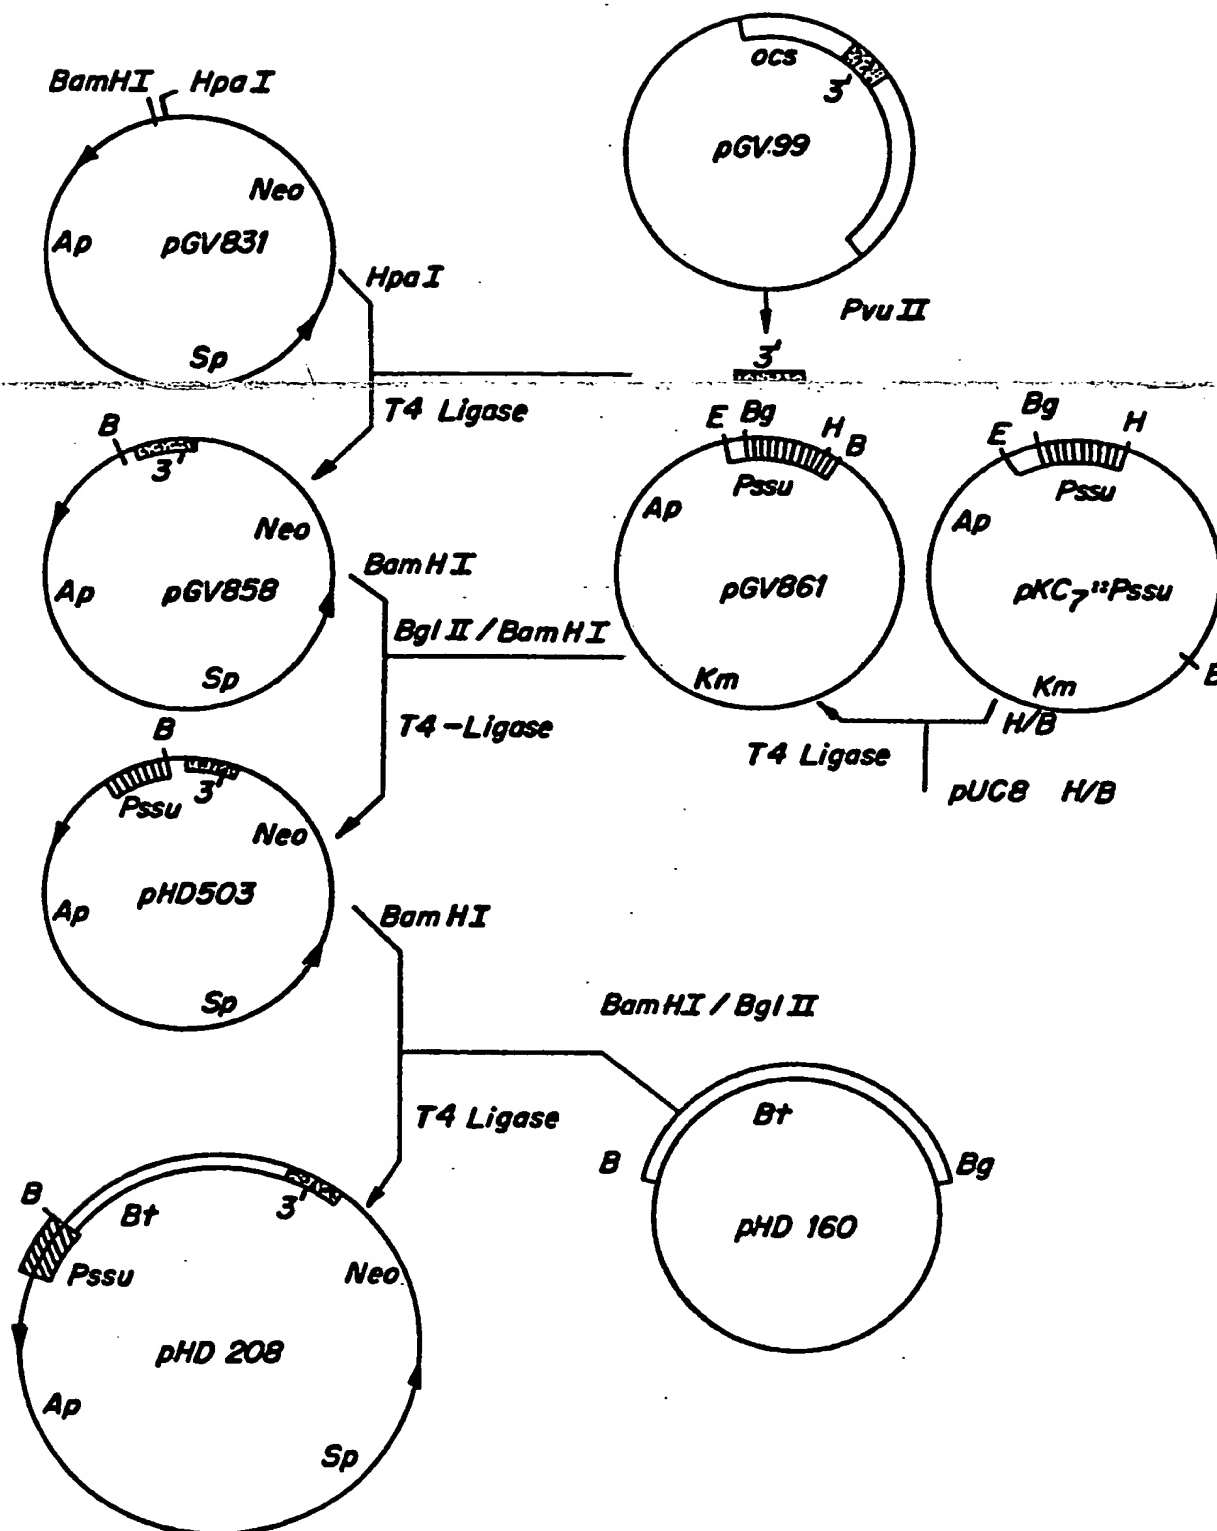 BamHI HpaI
Ap
pGV831
Neo
Sp
ocs
3'
pGV99
PvuII
3'
HpaI
T4 Ligase
B
3'
Ap
pGV858
Neo
Sp
E Bg H B
Pssu
Ap
pGV861
Km
E Bg H
Pssu
Ap
pKC7::Pssu
Km
B
BamHI
BglII/BamHI
T4-Ligase
H/B
T4 Ligase
pUC8 H/B
B
Pssu
3'
Ap
pHD503
Neo
Sp
BamHI
BamHI/BglII
T4 Ligase
B
Bt
Bg
pHD 160
B
Bt
3'
Pssu
Neo
pHD 208
Ap
Sp